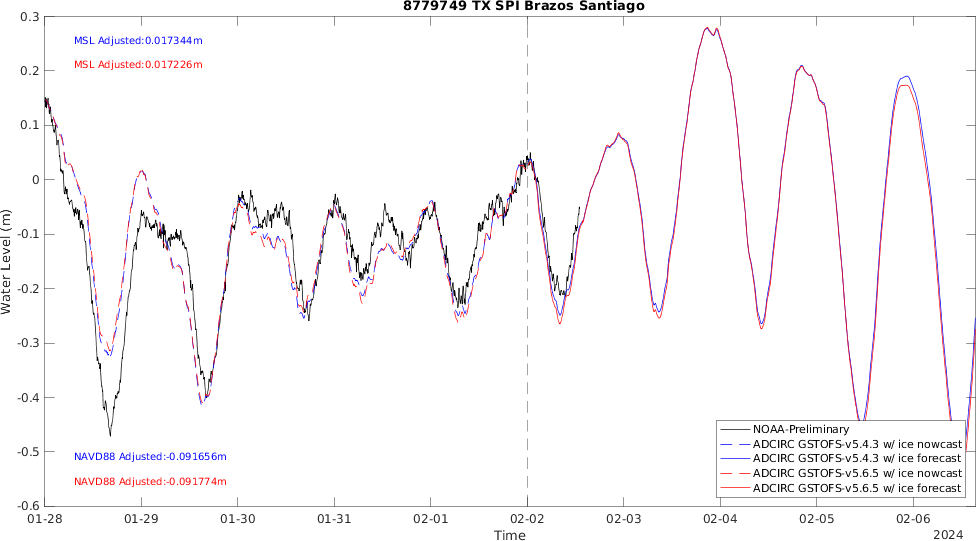 8779749 TX SPI Brazos Santiago
MSL Adjusted:0.017344m
MSL Adjusted:0.017226m
NAVD88 Adjusted:-0.091656m
NAVD88 Adjusted:-0.091774m
Water Level (m)
0.3
0.2
0.1
0
-0.1
-0.2
-0.3
-0.4
-0.5
-0.6
NOAA-Preliminary
ADCIRC GSTOFS-v5.4.3 w/ ice nowcast
ADCIRC GSTOFS-v5.4.3 w/ ice forecast
ADCIRC GSTOFS-v5.6.5 w/ ice nowcast
ADCIRC GSTOFS-v5.6.5 w/ ice forecast
01-28 01-29 01-30 01-31 02-01 02-02 02-03 02-04 02-05 02-06
Time
2024